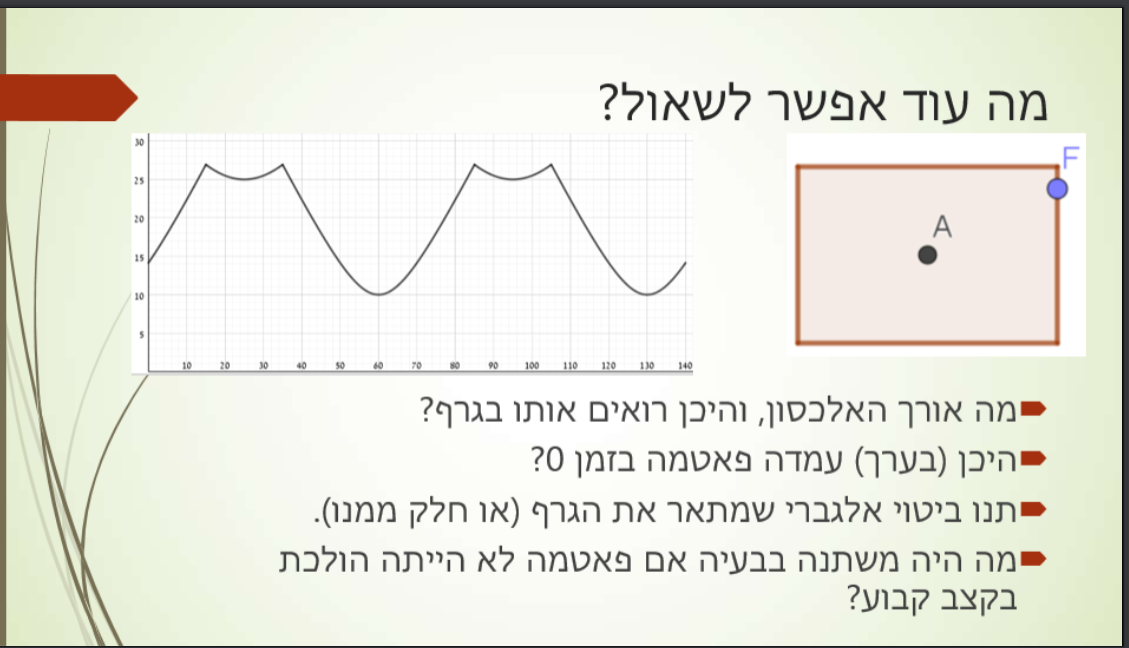 מה עוד אפשר לשאול?
F
A
30
25
20
15
10
5
10 20 30 40 50 60 70 80 90 100 110 120 130 140
מה אורך האלכסון, והיכן רואים אותו בגרף?
היכן (בערך) עמדה פאטמה בזמן 0?
תנו ביטוי אלגברי שמתאר את הגרף (או חלק ממנו).
מה היה משתנה בבעיה אם פאטמה לא הייתה הולכת
בקצב קבוע?